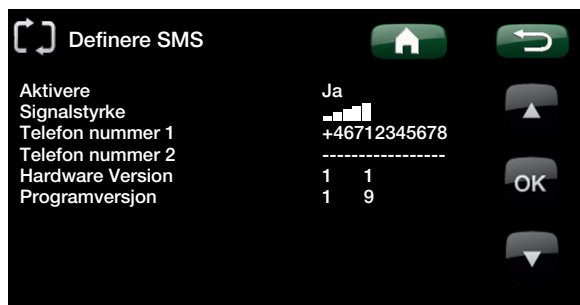 Definere SMS
Aktivere Ja
Signalstyrke
Telefon nummer 1 +46712345678
Telefon nummer 2 -----------------
Hardware Version 1 1
OK
Programversjon 1 9